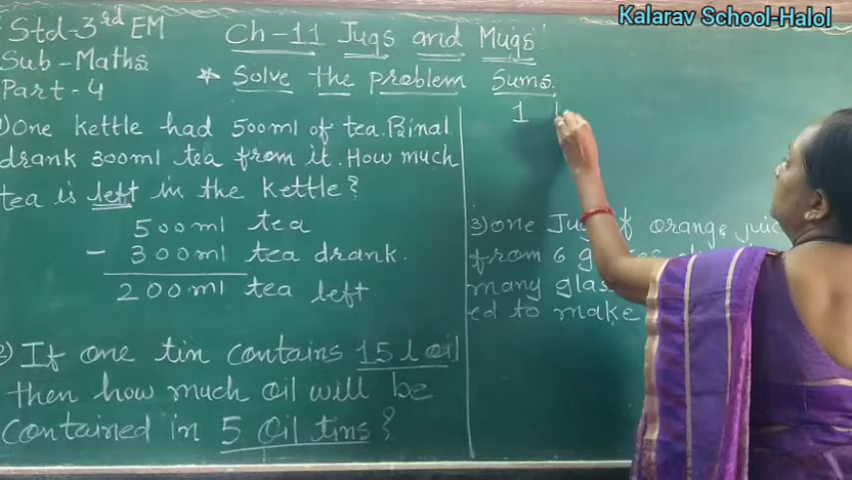 Kalarav School-Halol
Std-3rd EM
Sub-Maths
Part-4
Ch-11 Jugs and Mugs
* Solve the problem Sums.
1) One kettle had 500ml of tea. Rinal
drank 300ml tea from it. How much
tea is left in the kettle?
500ml tea
- 300ml tea drank.
200ml tea left
2) If one tin contains 15 l oil
then how much oil will be
contained in 5 Oil tins?
1
3) One Jug of orange
from 6
many
ed to make